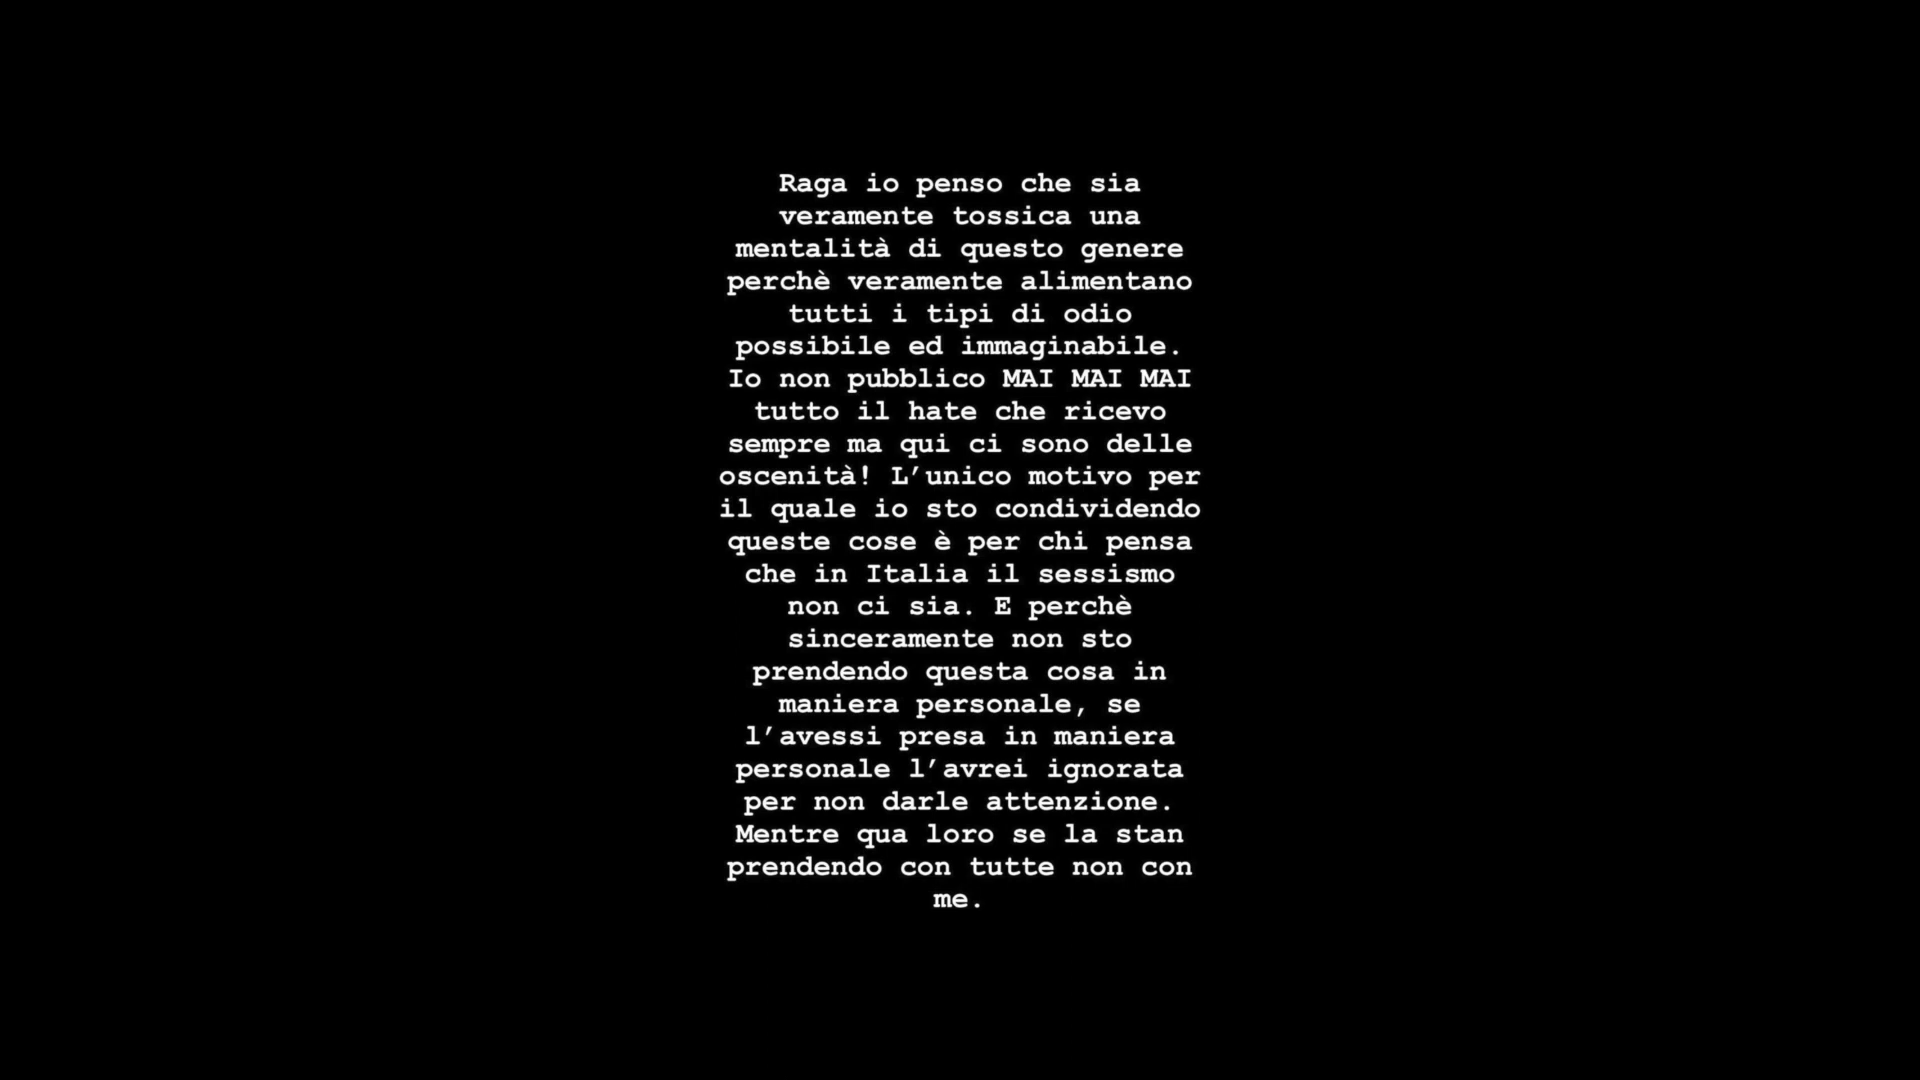 Raga io penso che sia
veramente tossica una
mentalità di questo genere
perchè veramente alimentano
tutti i tipi di odio
possibile ed immaginabile.
Io non pubblico MAI MAI MAI
tutto il hate che ricevo
sempre ma qui ci sono delle
oscenità! L’unico motivo per
il quale io sto condividendo
queste cose è per chi pensa
che in Italia il sessismo
non ci sia. E perchè
sinceramente non sto
prendendo questa cosa in
maniera personale, se
l’avessi presa in maniera
personale l’avrei ignorata
per non darle attenzione.
Mentre qua loro se la stan
prendendo con tutte non con
me.